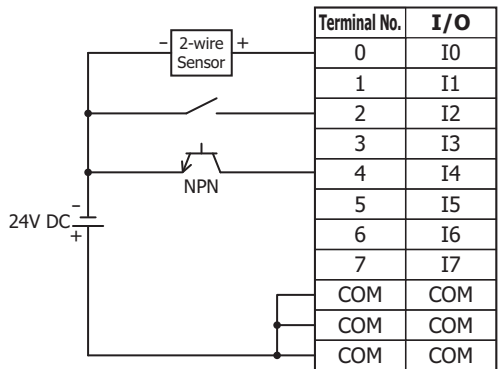 Terminal No. I/O
– 2-wire +
Sensor
0 I0
1 I1
2 I2
3 I3
4 I4
NPN
5 I5
–
24V DC
+
6 I6
7 I7
COM COM
COM COM
COM COM